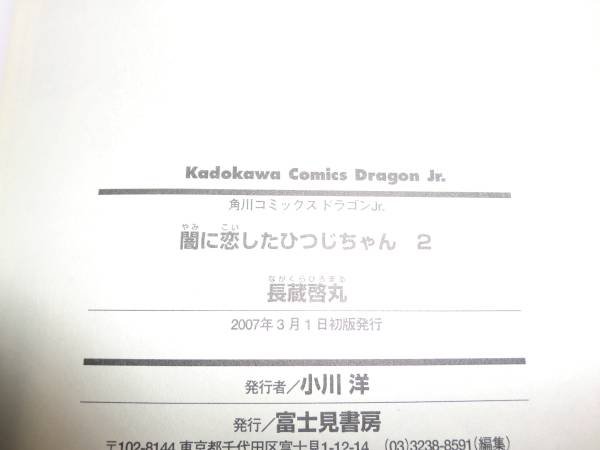 Kadokawa Comics Dragon Jr.
角川コミックス ドラゴンJr.
やみ こい
闇に恋したひつじちゃん 2
ながくらひろまる
長蔵啓丸
2007年3月1日初版発行
発行者/小川 洋
発行/富士見書房
〒102-8144 東京都千代田区富士見1-12-14 (03)3238-8591(編集)